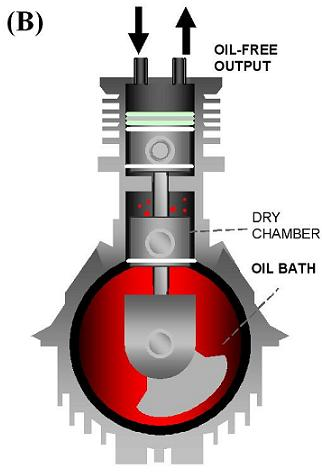 (B)
OIL-FREE
OUTPUT
DRY
CHAMBER
OIL BATH